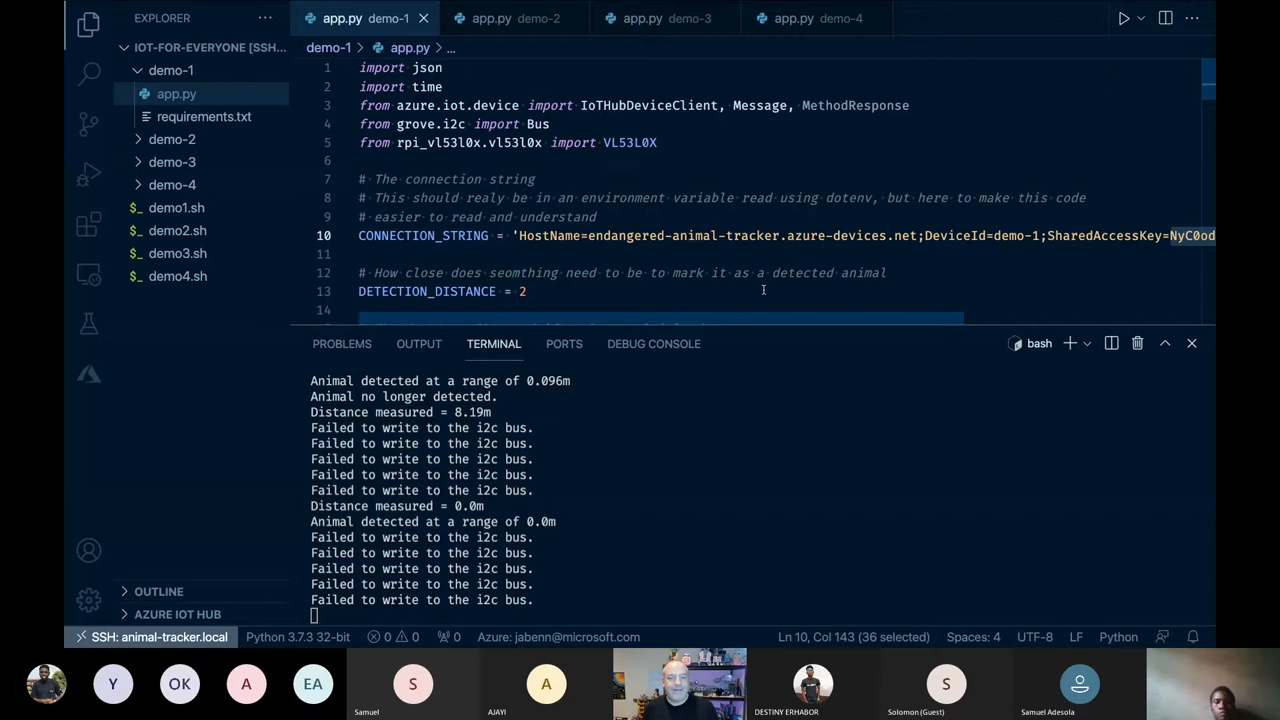 EXPLORER
IOT-FOR-EVERYONE [SSH...
demo-1
app.py
requirements.txt
demo-2
demo-3
demo-4
demo1.sh
demo2.sh
demo3.sh
demo4.sh
OUTLINE
AZURE IOT HUB
app.py demo-1
app.py demo-2
app.py demo-3
app.py demo-4
demo-1 > app.py > ...
1 import json
2 import time
3 from azure.iot.device import IoTHubDeviceClient, Message, MethodResponse
4 from grove.i2c import Bus
5 from rpi_vl53l0x.vl53l0x import VL53L0X
6
7 # The connection string
8 # This should realy be in an environment variable read using dotenv, but here to make this code
9 # easier to read and understand
10 CONNECTION_STRING = 'HostName=endangered-animal-tracker.azure-devices.net;DeviceId=demo-1;SharedAccessKey=NyC0od
11
12 # How close does seomthing need to be to mark it as a detected animal
13 DETECTION_DISTANCE = 2
14
PROBLEMS OUTPUT TERMINAL PORTS DEBUG CONSOLE
bash
Animal detected at a range of 0.096m
Animal no longer detected.
Distance measured = 8.19m
Failed to write to the i2c bus.
Failed to write to the i2c bus.
Failed to write to the i2c bus.
Failed to write to the i2c bus.
Failed to write to the i2c bus.
Distance measured = 0.0m
Animal detected at a range of 0.0m
Failed to write to the i2c bus.
Failed to write to the i2c bus.
Failed to write to the i2c bus.
Failed to write to the i2c bus.
Failed to write to the i2c bus.
SSH: animal-tracker.local Python 3.7.3 32-bit 0 0 0 Azure: jabenn@microsoft.com Ln 10, Col 143 (36 selected) Spaces: 4 UTF-8 LF Python
Y OK A EA S A S
Samuel AJAYI DESTINY ERHABOR Solomon (Guest) Samuel Adesola